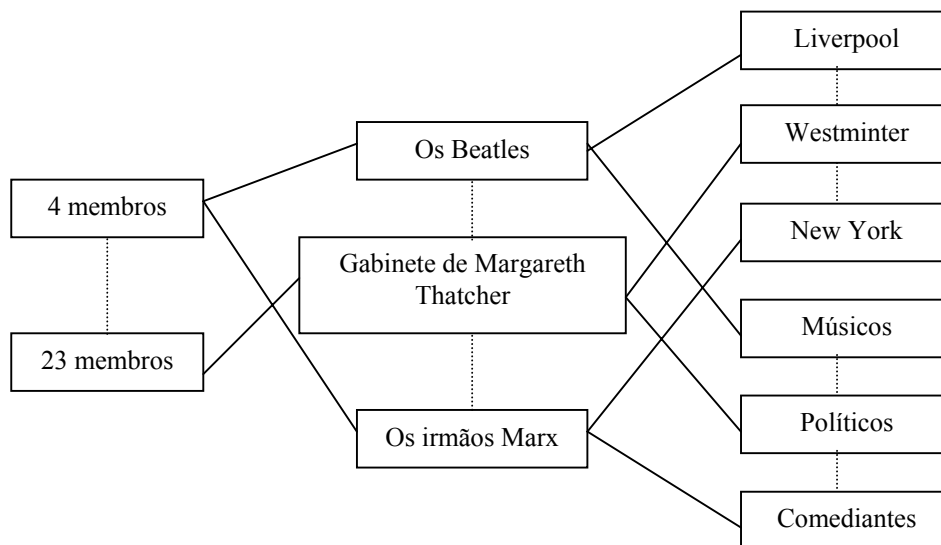 4 membros
23 membros
Os Beatles
Gabinete de Margareth
Thatcher
Os irmãos Marx
Liverpool
Westminter
New York
Músicos
Políticos
Comediantes